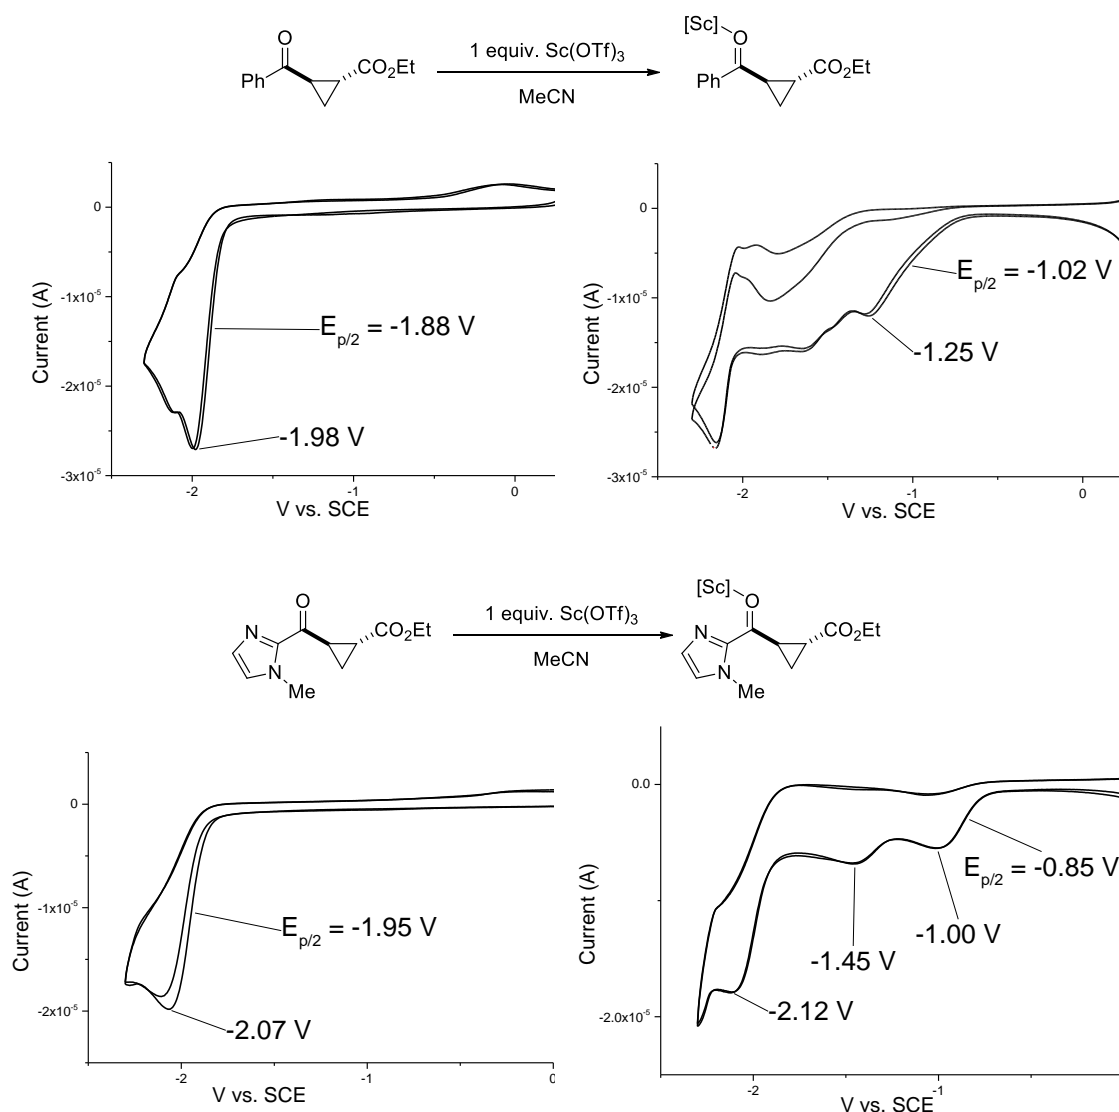 O
Ph
CO2Et
1 equiv. Sc(OTf)3
MeCN
[Sc]
O
Ph
CO2Et
0
-1x10^-5
-2x10^-5
-3x10^-5
Current (A)
Ep/2 = -1.88 V
-1.98 V
-2
-1
0
V vs. SCE
0
-1x10^-5
-2x10^-5
-3x10^-5
Current (A)
Ep/2 = -1.02 V
-1.25 V
-2
-1
0
V vs. SCE
O
N
N
Me
CO2Et
1 equiv. Sc(OTf)3
MeCN
[Sc]
O
N
N
Me
CO2Et
0
-1x10^-5
-2x10^-5
Current (A)
Ep/2 = -1.95 V
-2.07 V
-2
-1
0
V vs. SCE
0.0
-2.0x10^-5
Current (A)
Ep/2 = -0.85 V
-1.00 V
-1.45 V
-2.12 V
-2
-1
V vs. SCE